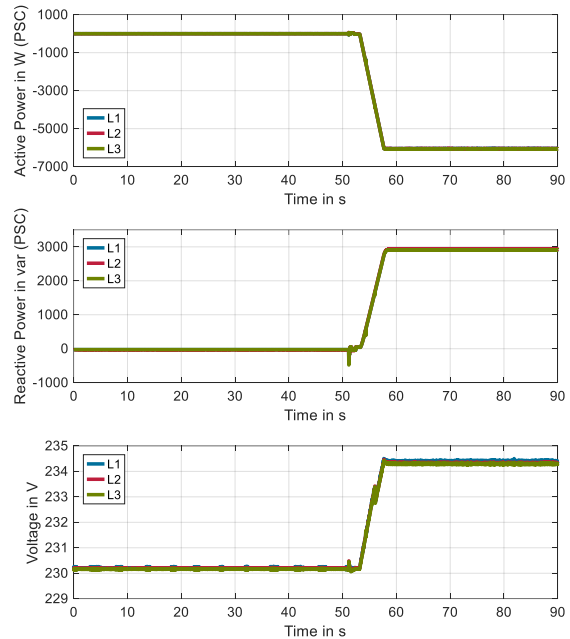 Active Power in W (PSC)
1000
-1000
-3000
-5000
-7000
L1
L2
L3
0 10 20 30 40 50 60 70 80 90
Time in s
Reactive Power in var (PSC)
3000
2000
1000
0
-1000
L1
L2
L3
0 10 20 30 40 50 60 70 80 90
Time in s
Voltage in V
235
234
233
232
231
230
229
L1
L2
L3
0 10 20 30 40 50 60 70 80 90
Time in s